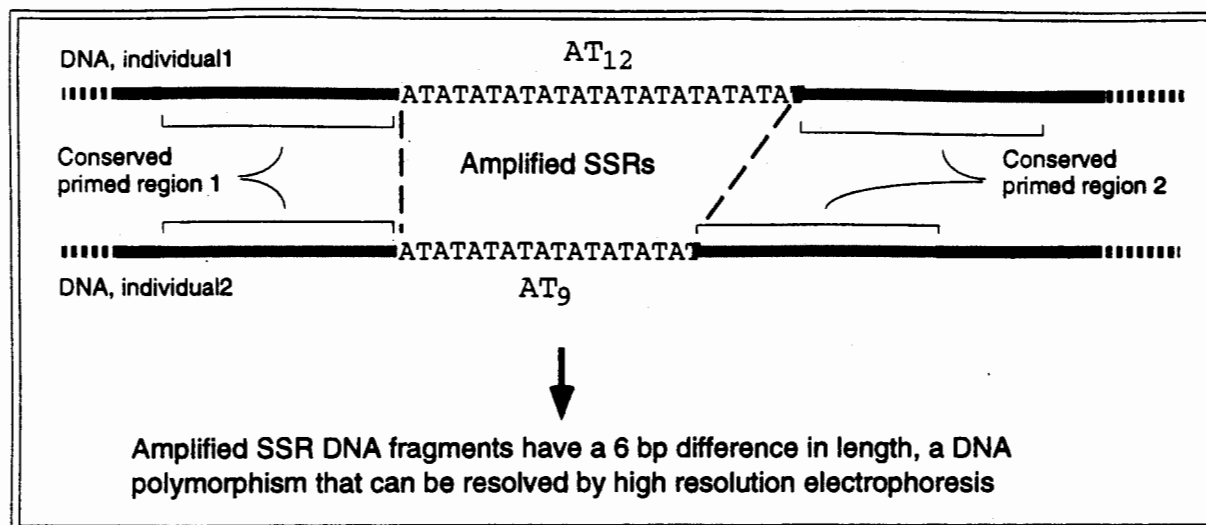 DNA, individual1
AT12
ATATATATATATATATATATATAT
Conserved
primed region 1
Amplified SSRs
Conserved
primed region 2
ATATATATATATATATAT
DNA, individual2
AT9
Amplified SSR DNA fragments have a 6 bp difference in length, a DNA
polymorphism that can be resolved by high resolution electrophoresis